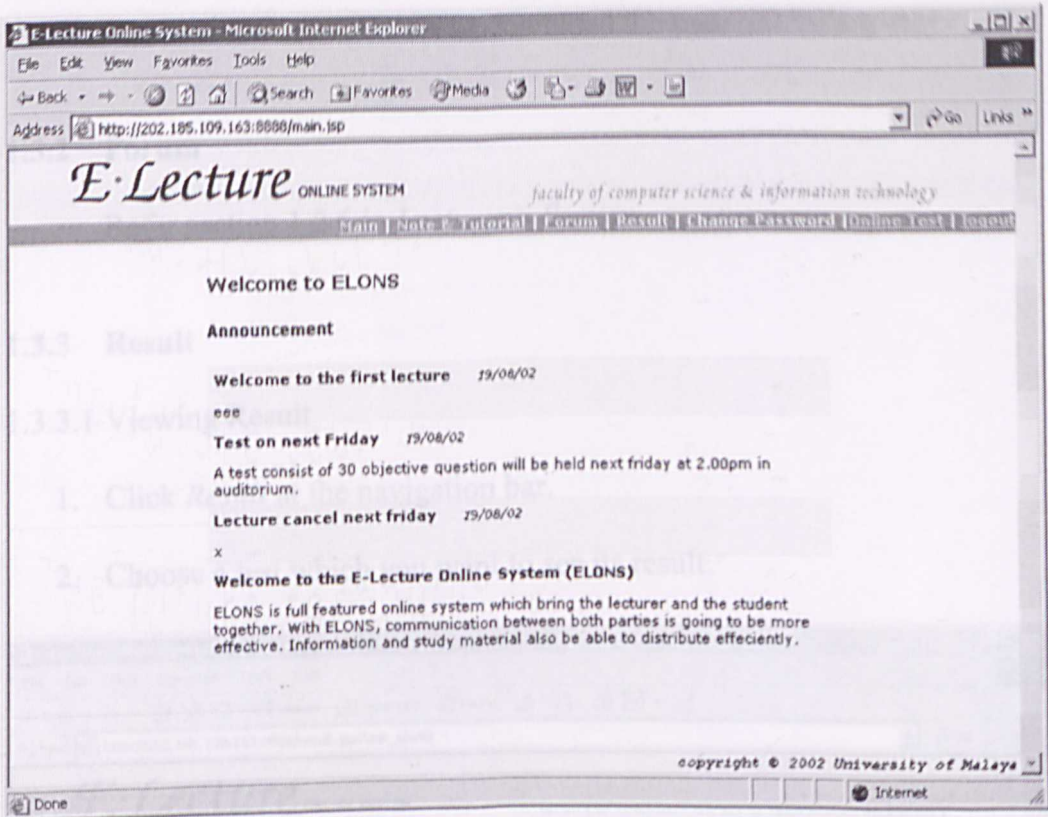 E-Lecture Online System - Microsoft Internet Explorer
File Edit View Favorites Tools Help
Back Search Favorites Media
Address http://202.185.109.163:8888/main.jsp Go Links »
E·Lecture ONLINE SYSTEM faculty of computer science & information technology
Main | Note & Tutorial | Forum | Result | Change Password | Online Test | logout
Welcome to ELONS
Announcement
Welcome to the first lecture 19/08/02
eee
Test on next Friday 19/08/02
A test consist of 30 objective question will be held next friday at 2.00pm in
auditorium.
Lecture cancel next friday 19/08/02
x
Welcome to the E-Lecture Online System (ELONS)
ELONS is full featured online system which bring the lecturer and the student
together. With ELONS, communication between both parties is going to be more
effective. Information and study material also be able to distribute effeciently.
copyright © 2002 University of Malaya
Done Internet
1.3.3 Result
1.3.3.1 Viewing Result
1. Click Result in the navigation bar.
2. Choose which you want to result.